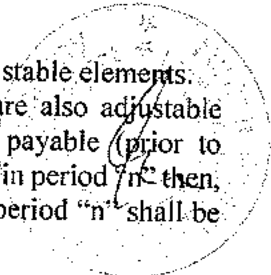 stable elements.
are also adjustable
payable (prior to
in period "n" then,
period "n" shall be